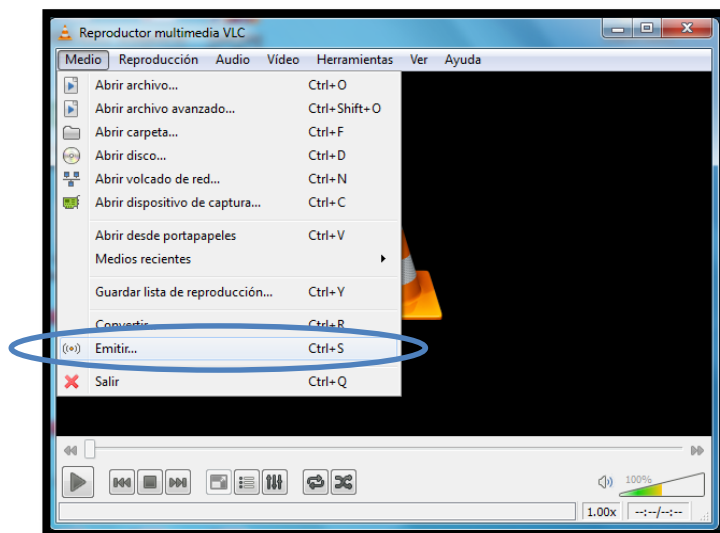 Reproductor multimedia VLC
Medio Reproducción Audio Vídeo Herramientas Ver Ayuda
Abrir archivo... Ctrl+O
Abrir archivo avanzado... Ctrl+Shift+O
Abrir carpeta... Ctrl+F
Abrir disco... Ctrl+D
Abrir volcado de red... Ctrl+N
Abrir dispositivo de captura... Ctrl+C
Abrir desde portapapeles Ctrl+V
Medios recientes
Guardar lista de reproducción... Ctrl+Y
Convertir... Ctrl+R
Emitir... Ctrl+S
Salir Ctrl+Q
100%
1.00x --:--/--:--